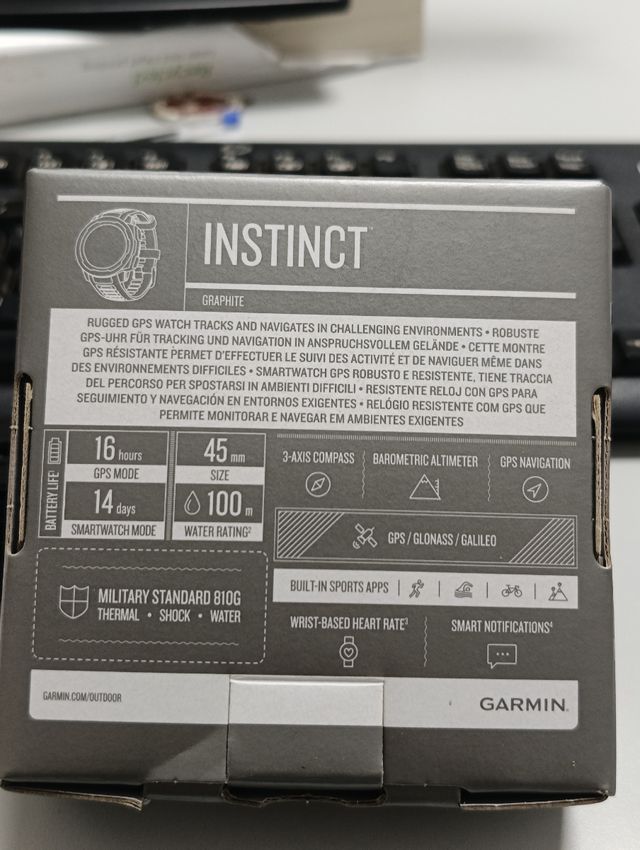 INSTINCT
GRAPHITE
RUGGED GPS WATCH TRACKS AND NAVIGATES IN CHALLENGING ENVIRONMENTS • ROBUSTE
GPS-UHR FÜR TRACKING UND NAVIGATION IN ANSPRUCHSVOLLEM GELÄNDE • CETTE MONTRE
GPS RÉSISTANTE PERMET D'EFFECTUER LE SUIVI DES ACTIVITÉ ET DE NAVIGUER MÊME DANS
DES ENVIRONNEMENTS DIFFICILES • SMARTWATCH GPS ROBUSTO E RESISTENTE, TIENE TRACCIA
DEL PERCORSO PER SPOSTARSI IN AMBIENTI DIFFICILI • RESISTENTE RELOJ CON GPS PARA
SEGUIMIENTO Y NAVEGACIÓN EN ENTORNOS EXIGENTES • RELÓGIO RESISTENTE COM GPS QUE
PERMITE MONITORAR E NAVEGAR EM AMBIENTES EXIGENTES
BATTERY LIFE
16 hours
GPS MODE
14 days
SMARTWATCH MODE
45 mm
SIZE
100 m
WATER RATING²
3-AXIS COMPASS
BAROMETRIC ALTIMETER
GPS NAVIGATION
GPS / GLONASS / GALILEO
BUILT-IN SPORTS APPS
MILITARY STANDARD 810G
THERMAL • SHOCK • WATER
WRIST-BASED HEART RATE³
SMART NOTIFICATIONS⁴
GARMIN.COM/OUTDOOR
GARMIN